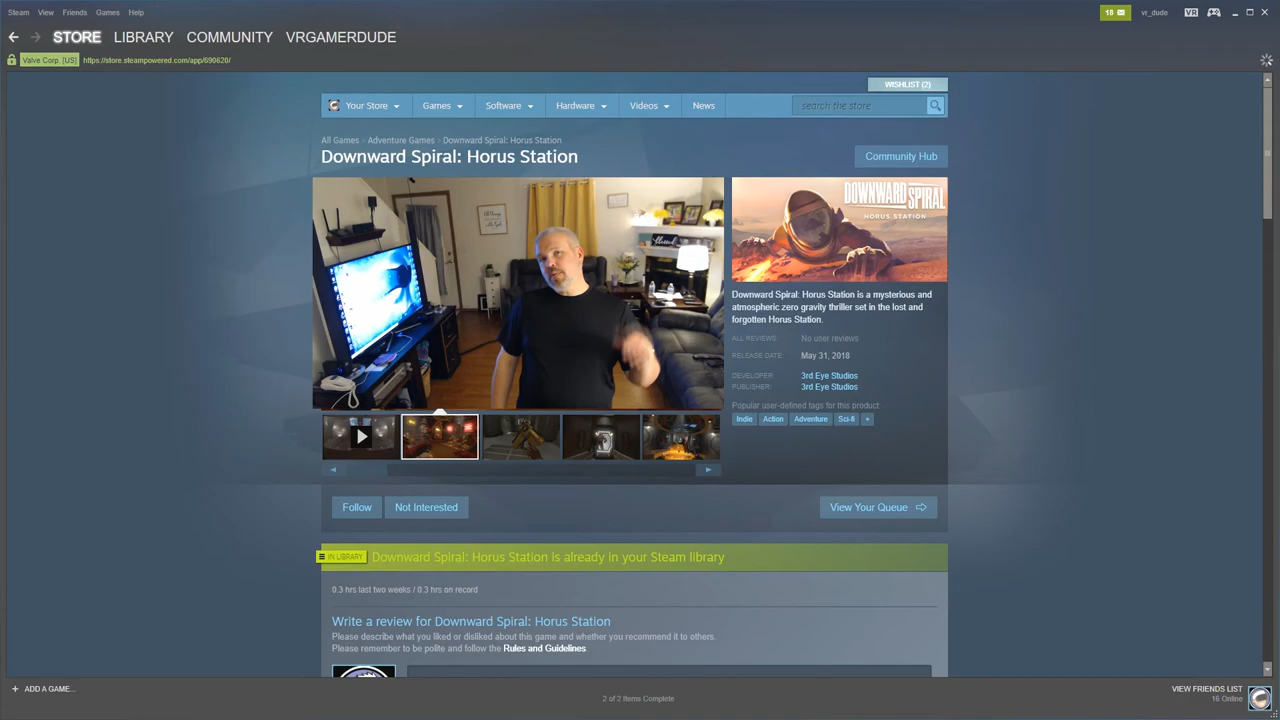 Steam View Friends Games Help
18 vr_dude VR
STORE LIBRARY COMMUNITY VRGAMERDUDE
Valve Corp. [US] https://store.steampowered.com/app/690620/
WISHLIST (2)
Your Store Games Software Hardware Videos News search the store
All Games > Adventure Games > Downward Spiral: Horus Station
Downward Spiral: Horus Station
Community Hub
DOWNWARD SPIRAL
HORUS STATION
Downward Spiral: Horus Station is a mysterious and
atmospheric zero gravity thriller set in the lost and
forgotten Horus Station.
ALL REVIEWS: No user reviews
RELEASE DATE: May 31, 2018
DEVELOPER: 3rd Eye Studios
PUBLISHER: 3rd Eye Studios
Popular user-defined tags for this product:
Indie Action Adventure Sci-fi +
Follow Not Interested View Your Queue
IN LIBRARY Downward Spiral: Horus Station is already in your Steam library
0.3 hrs last two weeks / 0.3 hrs on record
Write a review for Downward Spiral: Horus Station
Please describe what you liked or disliked about this game and whether you recommend it to others.
Please remember to be polite and follow the Rules and Guidelines.
+ ADD A GAME...
2 of 2 Items Complete
VIEW FRIENDS LIST
16 Online